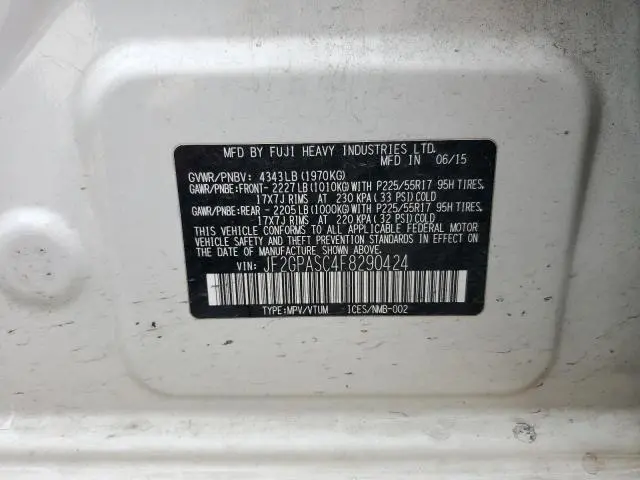 MFD BY FUJI HEAVY INDUSTRIES LTD.
MFD IN 06/15
GVWR/PNBV: 4343LB (1970KG)
GAWR/PNBE:FRONT- 2227LB (1010KG) WITH P225/55R17 95H TIRES,
17X7J RIMS AT 230 KPA (33 PSI) COLD
GAWR/PNBE:REAR - 2205LB (1000KG) WITH P225/55R17 95H TIRES,
17X7J RIMS AT 220 KPA (32 PSI) COLD
THIS VEHICLE CONFORMS TO ALL APPLICABLE FEDERAL MOTOR
VEHICLE SAFETY AND THEFT PREVENTION STANDARDS IN EFFECT ON
THE DATE OF MANUFACTURE SHOWN ABOVE.
VIN: JF2GPASC4F8290424
TYPE:MPV/VTUM ICES/NMB-002